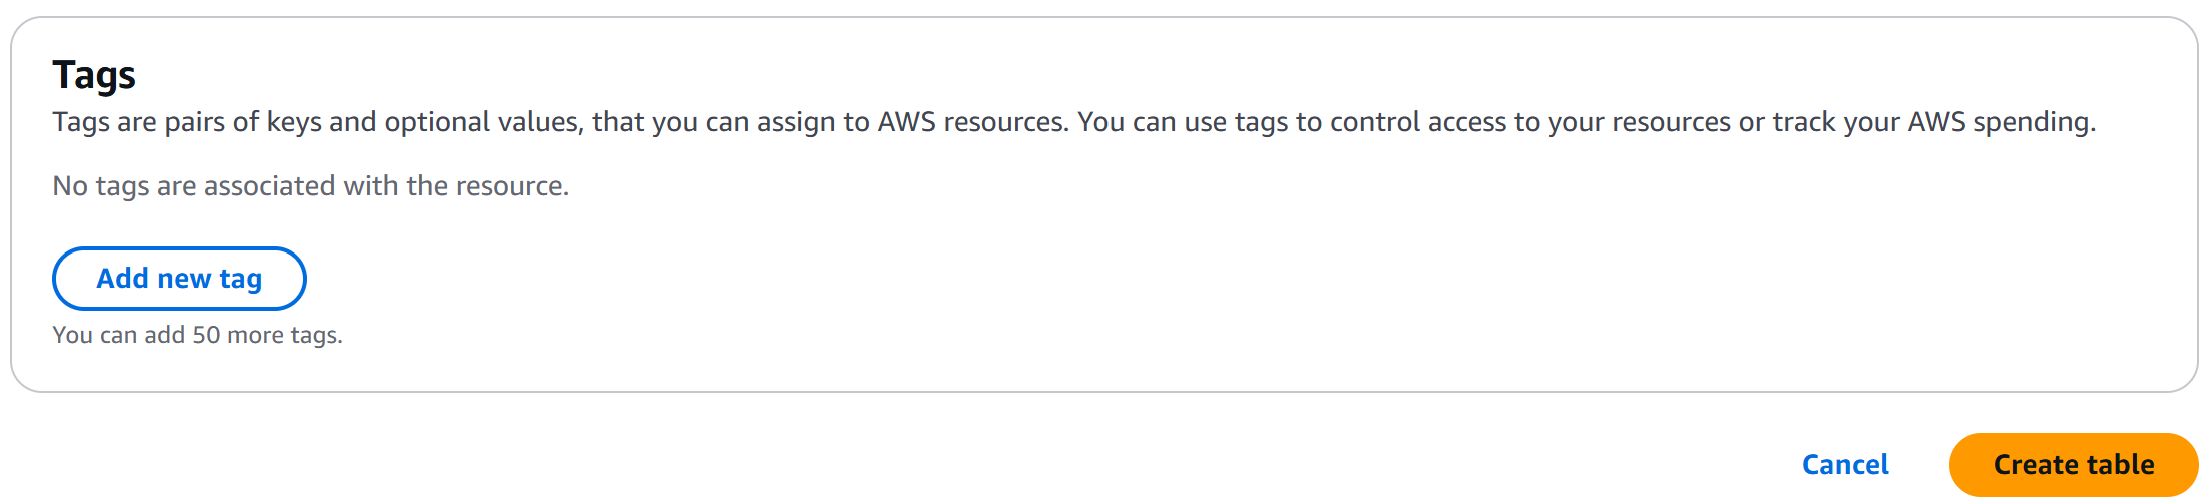 Tags
Tags are pairs of keys and optional values, that you can assign to AWS resources. You can use tags to control access to your resources or track your AWS spending.
No tags are associated with the resource.
Add new tag
You can add 50 more tags.
Cancel
Create table